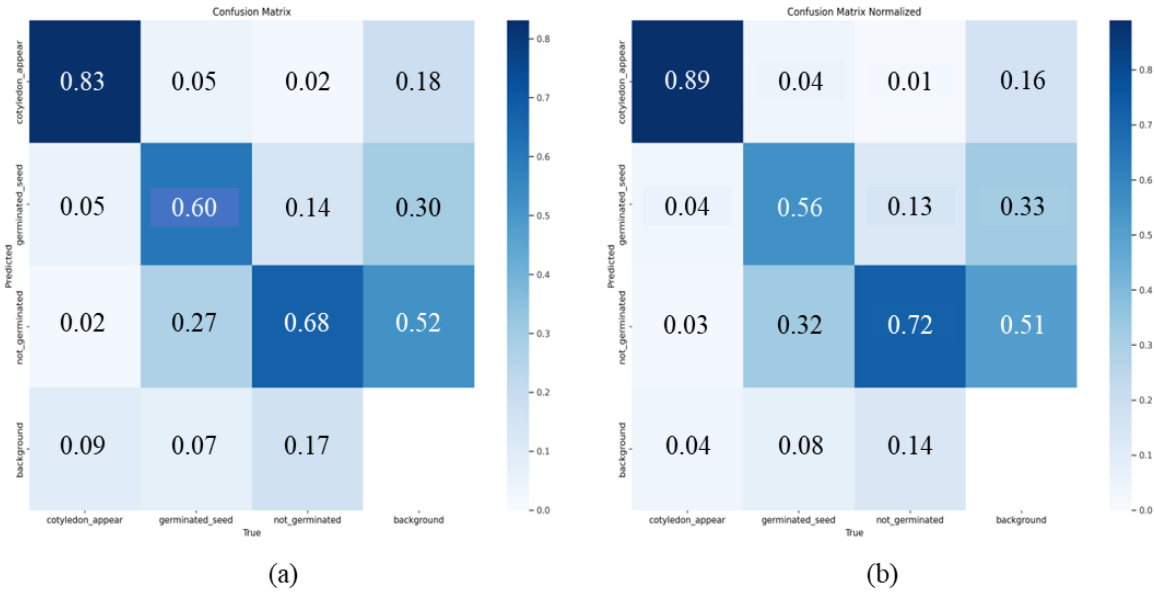 Confusion Matrix
cotyledon_appear
germinated_seed
not_germinated
background
Predicted
0.83 0.05 0.02 0.18
0.05 0.60 0.14 0.30
0.02 0.27 0.68 0.52
0.09 0.07 0.17
cotyledon_appear germinated_seed not_germinated background
True
0.8
0.7
0.6
0.5
0.4
0.3
0.2
0.1
0.0
(a)
Confusion Matrix Normalized
cotyledon_appear
germinated_seed
not_germinated
background
Predicted
0.89 0.04 0.01 0.16
0.04 0.56 0.13 0.33
0.03 0.32 0.72 0.51
0.04 0.08 0.14
cotyledon_appear germinated_seed not_germinated background
True
0.8
0.7
0.6
0.5
0.4
0.3
0.2
0.1
0.0
(b)